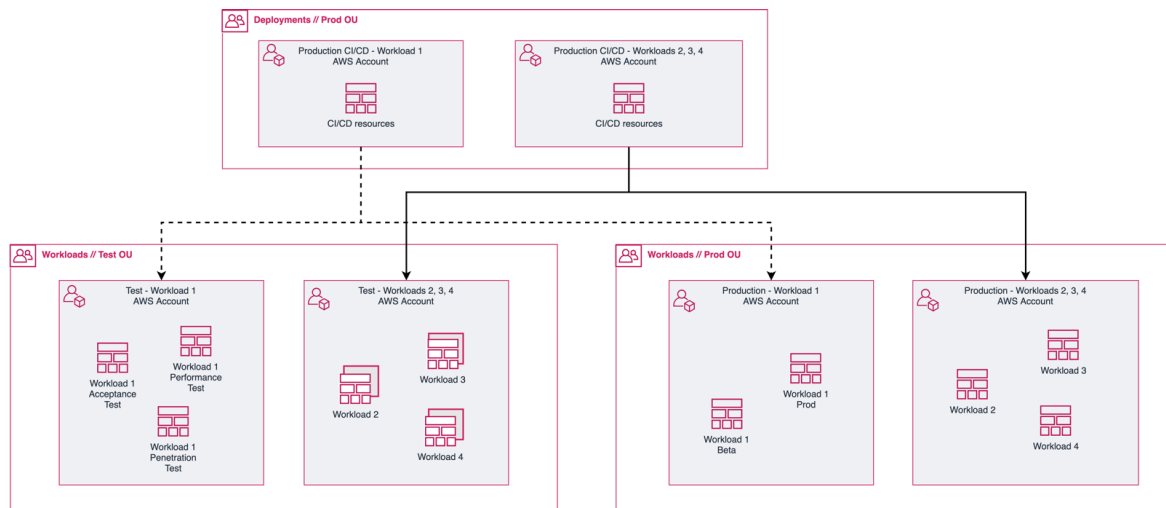 Deployments // Prod OU
Production CI/CD - Workload 1
AWS Account
CI/CD resources
Production CI/CD - Workloads 2, 3, 4
AWS Account
CI/CD resources
Workloads // Test OU
Test - Workload 1
AWS Account
Workload 1
Acceptance
Test
Workload 1
Performance
Test
Workload 1
Penetration
Test
Test - Workloads 2, 3, 4
AWS Account
Workload 2
Workload 3
Workload 4
Workloads // Prod OU
Production - Workload 1
AWS Account
Workload 1
Prod
Workload 1
Beta
Production - Workloads 2, 3, 4
AWS Account
Workload 3
Workload 2
Workload 4